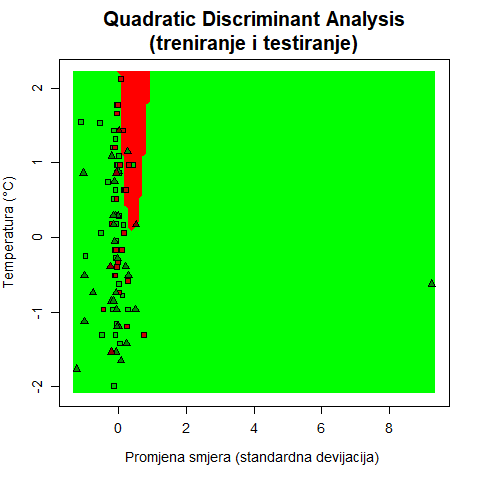 Quadratic Discriminant Analysis
(treniranje i testiranje)
Temperatura (°C)
2
1
0
-1
-2
0 2 4 6 8
Promjena smjera (standardna devijacija)